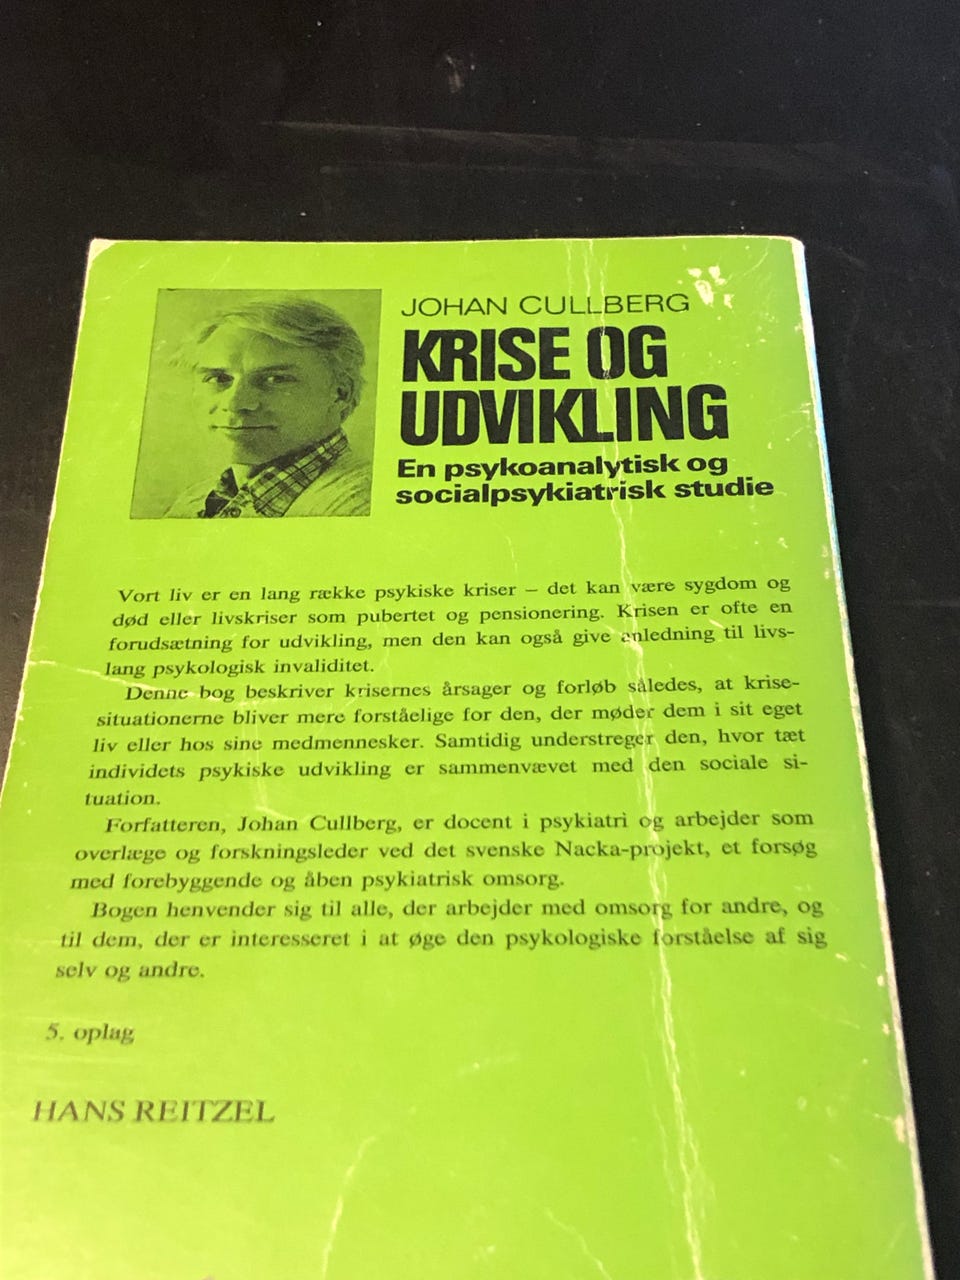 JOHAN CULLBERG
KRISE OG
UDVIKLING
En psykoanalytisk og
socialpsykiatrisk studie
Vort liv er en lang række psykiske kriser – det kan være sygdom og
død eller livskriser som pubertet og pensionering. Krisen er ofte en
forudsætning for udvikling, men den kan også give anledning til livs-
lang psykologisk invaliditet.
Denne bog beskriver krisernes årsager og forløb således, at krise-
situationerne bliver mere forståelige for den, der møder dem i sit eget
liv eller hos sine medmennesker. Samtidig understreger den, hvor tæt
individets psykiske udvikling er sammenvævet med den sociale si-
tuation.
Forfatteren, Johan Cullberg, er docent i psykiatri og arbejder som
overlæge og forskningsleder ved det svenske Nacka-projekt, et forsøg
med forebyggende og åben psykiatrisk omsorg.
Bogen henvender sig til alle, der arbejder med omsorg for andre, og
til dem, der er interesseret i at øge den psykologiske forståelse af sig
selv og andre.
5. oplag
HANS REITZEL